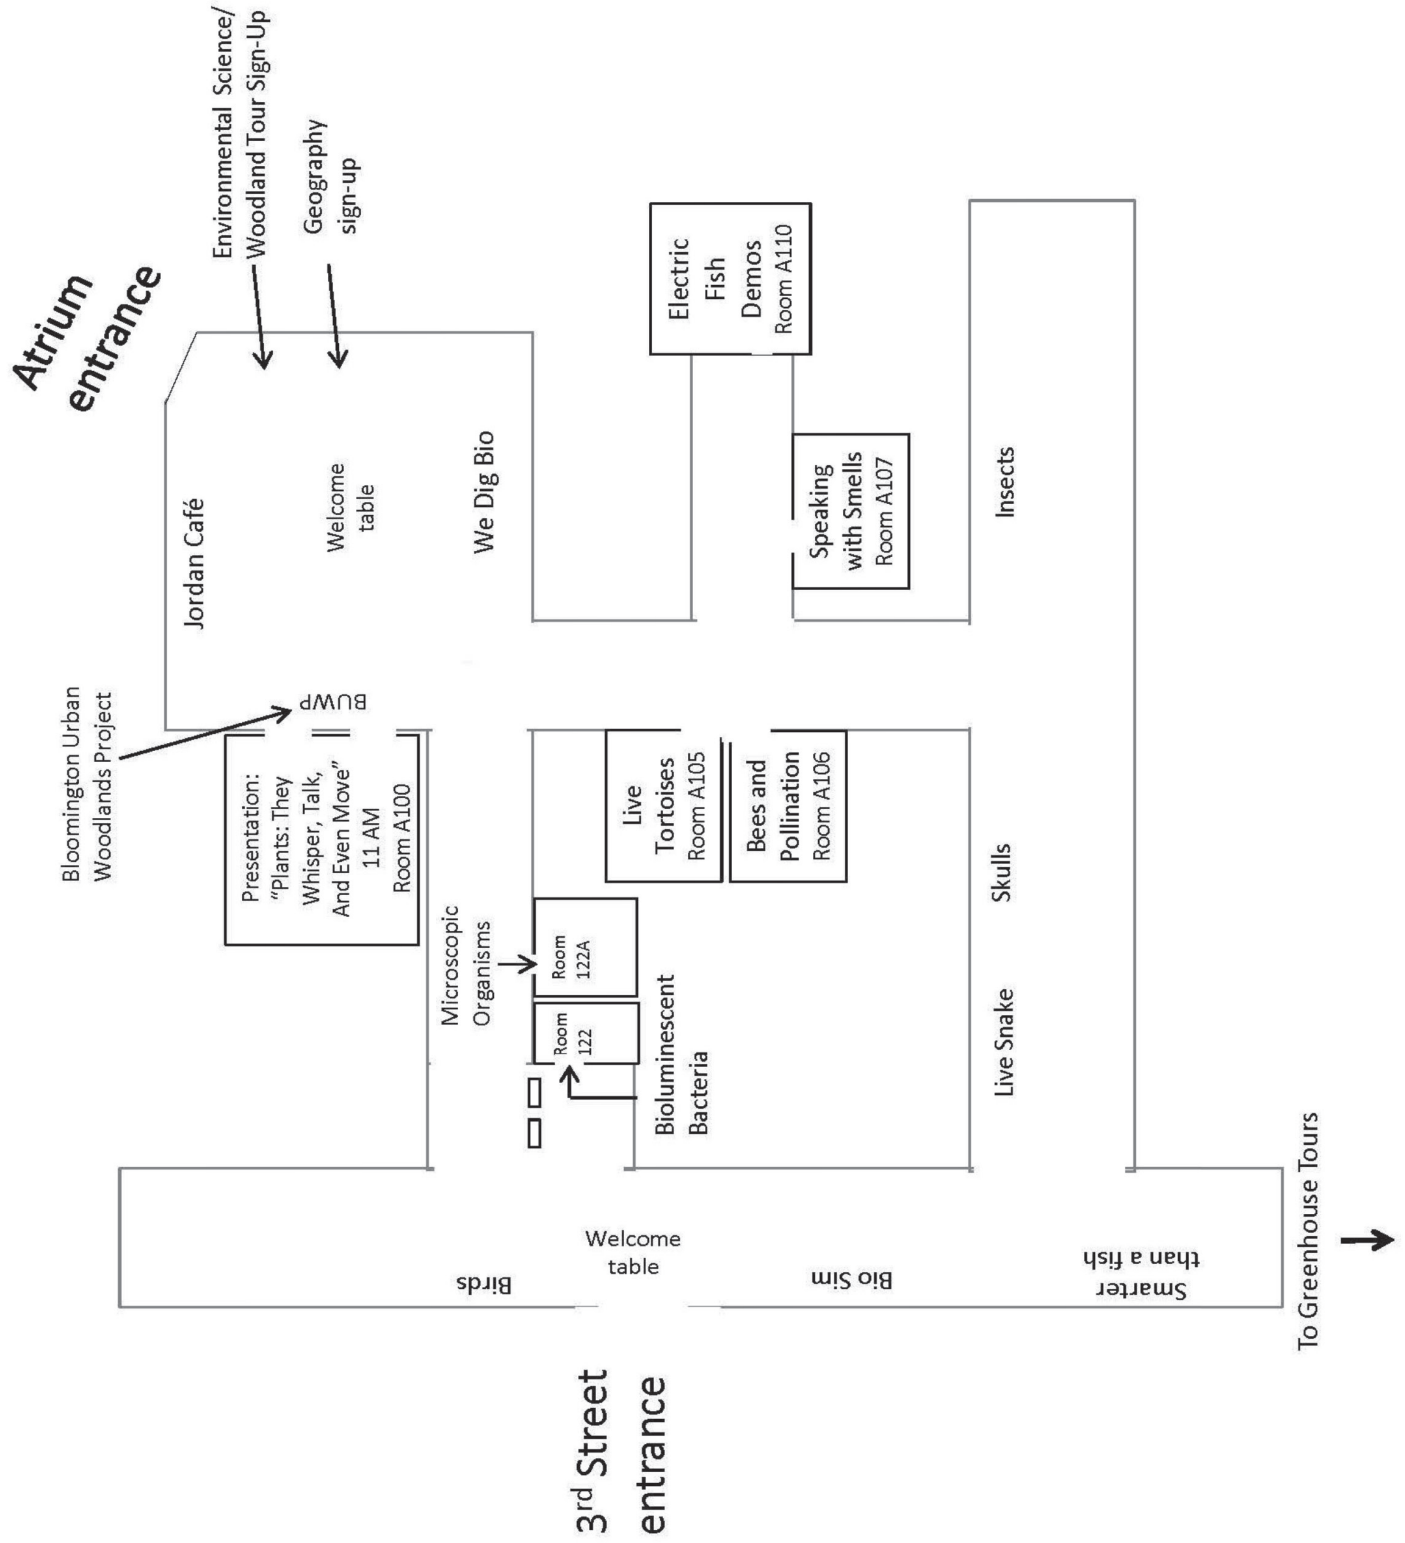 Atrium
entrance
Environmental Science/
Woodland Tour Sign-Up
Geography
sign-up
Bloomington Urban
Woodlands Project
Jordan Café
Welcome
table
We Dig Bio
BUWP
Presentation:
“Plants: They
Whisper, Talk,
And Even Move”
11 AM
Room A100
Electric
Fish
Demos
Room A110
Speaking
with Smells
Room A107
Live
Tortoises
Room A105
Bees and
Pollination
Room A106
Microscopic
Organisms
Room
122A
Room
122
Bioluminescent
Bacteria
Insects
Skulls
Live Snake
Birds
Welcome
table
Bio Sim
Smarter
than a fish
3rd Street
entrance
To Greenhouse Tours